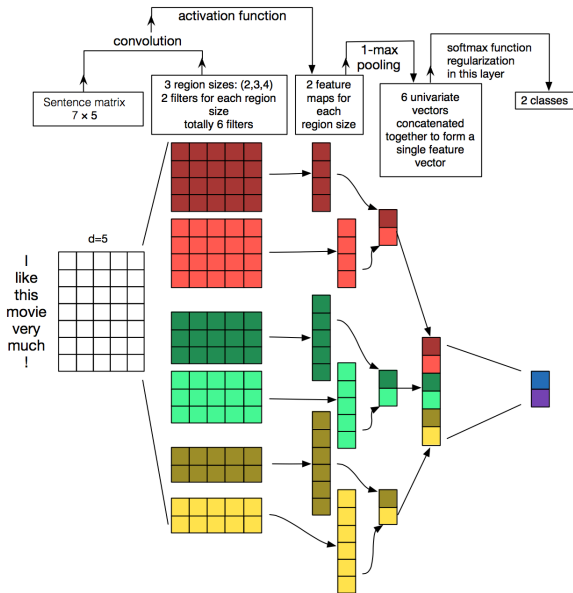 activation function
convolution
1-max
pooling
softmax function
regularization
in this layer
Sentence matrix
7 × 5
3 region sizes: (2,3,4)
2 filters for each region
size
totally 6 filters
2 feature
maps for
each
region size
6 univariate
vectors
concatenated
together to form a
single feature
vector
2 classes
d=5
I
like
this
movie
very
much
!